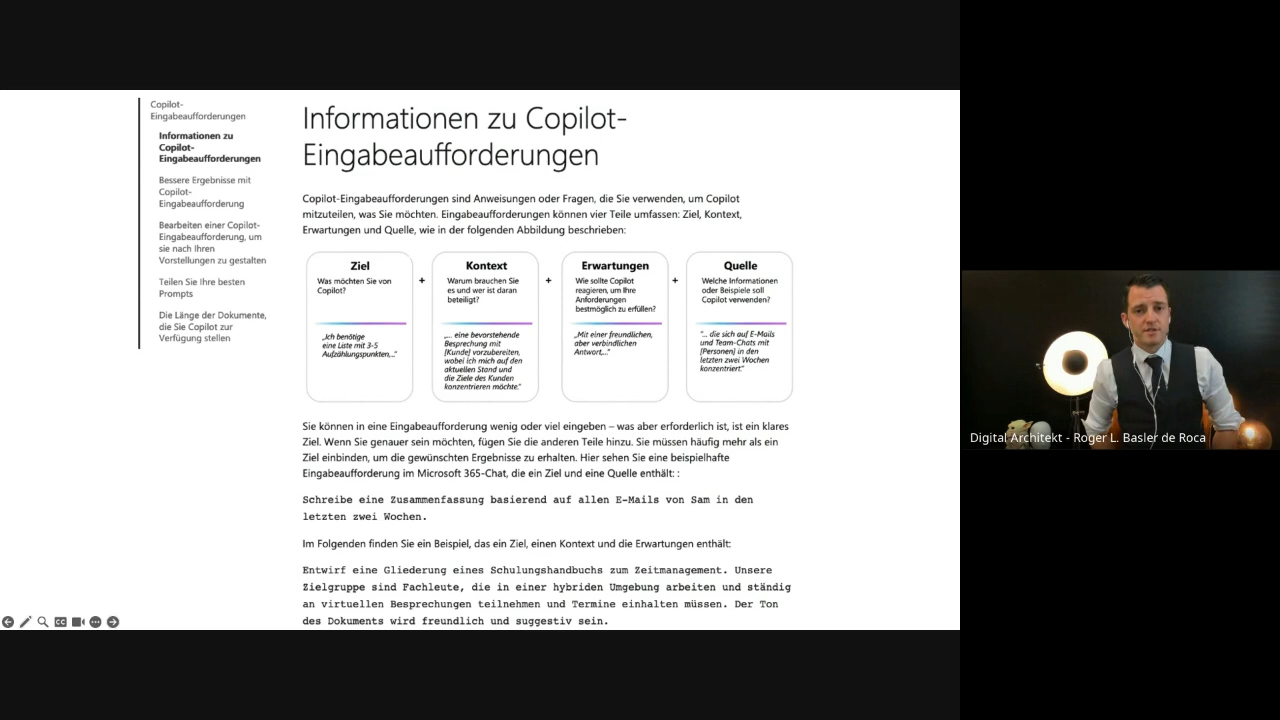 Copilot-
Eingabeaufforderungen
Informationen zu
Copilot-
Eingabeaufforderungen
Bessere Ergebnisse mit
Copilot-
Eingabeaufforderung
Bearbeiten einer Copilot-
Eingabeaufforderung, um
sie nach Ihren
Vorstellungen zu gestalten
Teilen Sie Ihre besten
Prompts
Die Länge der Dokumente,
die Sie Copilot zur
Verfügung stellen
Informationen zu Copilot-
Eingabeaufforderungen
Copilot-Eingabeaufforderungen sind Anweisungen oder Fragen, die Sie verwenden, um Copilot
mitzuteilen, was Sie möchten. Eingabeaufforderungen können vier Teile umfassen: Ziel, Kontext,
Erwartungen und Quelle, wie in der folgenden Abbildung beschrieben:
Ziel
Was möchten Sie von
Copilot?
„Ich benötige
eine Liste mit 3-5
Aufzählungspunkten,..."
+
Kontext
Warum brauchen Sie
es und wer ist daran
beteiligt?
„... eine bevorstehende
Besprechung mit
[Kunde] vorzubereiten,
wobei ich mich auf den
aktuellen Stand und
die Ziele des Kunden
konzentrieren möchte."
+
Erwartungen
Wie sollte Copilot
reagieren, um Ihre
Anforderungen
bestmöglich zu erfüllen?
„Mit einer freundlichen,
aber verbindlichen
Antwort,..."
+
Quelle
Welche Informationen
oder Beispiele soll
Copilot verwenden?
"... die sich auf E-Mails
und Team-Chats mit
[Personen] in den
letzten zwei Wochen
konzentriert."
Sie können in eine Eingabeaufforderung wenig oder viel eingeben – was aber erforderlich ist, ist ein klares
Ziel. Wenn Sie genauer sein möchten, fügen Sie die anderen Teile hinzu. Sie müssen häufig mehr als ein
Ziel einbinden, um die gewünschten Ergebnisse zu erhalten. Hier sehen Sie eine beispielhafte
Eingabeaufforderung im Microsoft 365-Chat, die ein Ziel und eine Quelle enthält: :
Schreibe eine Zusammenfassung basierend auf allen E-Mails von Sam in den
letzten zwei Wochen.
Im Folgenden finden Sie ein Beispiel, das ein Ziel, einen Kontext und die Erwartungen enthält:
Entwirf eine Gliederung eines Schulungshandbuchs zum Zeitmanagement. Unsere
Zielgruppe sind Fachleute, die in einer hybriden Umgebung arbeiten und ständig
an virtuellen Besprechungen teilnehmen und Termine einhalten müssen. Der Ton
des Dokuments wird freundlich und suggestiv sein.
CC
Digital Architekt - Roger L. Basler de Roca